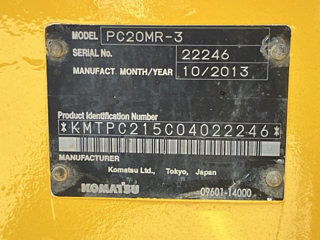 MODEL PC20MR-3
SERIAL NO. 22246
MANUFACT MONTH/YEAR 10/2013
Product Identification Number
*KMTPC215C04022246*
MANUFACTURER
Komatsu Ltd., Tokyo, Japan
KOMATSU 09601-14000